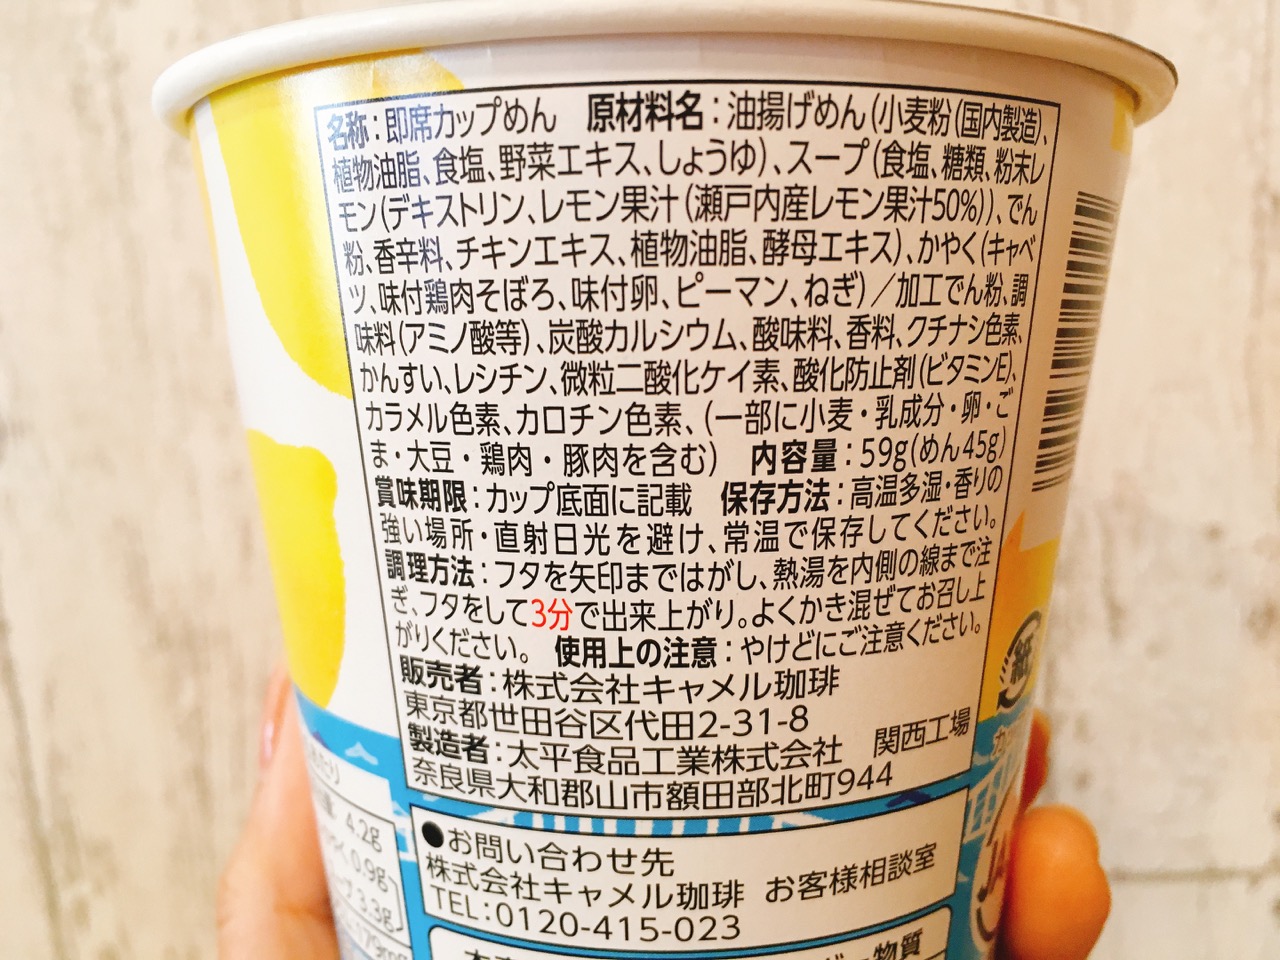 名称：即席カップめん　原材料名：油揚げめん（小麦粉（国内製造）、
植物油脂、食塩、野菜エキス、しょうゆ）、スープ（食塩、糖類、粉末レ
モン（デキストリン、レモン果汁（瀬戸内産レモン果汁50%））、でん
粉、香辛料、チキンエキス、植物油脂、酵母エキス）、かやく（キャベ
ツ、味付鶏肉そぼろ、味付卵、ピーマン、ねぎ）／加工でん粉、調
味料（アミノ酸等）、炭酸カルシウム、酸味料、香料、クチナシ色素、
かんすい、レシチン、微粒二酸化ケイ素、酸化防止剤（ビタミンE）、
カラメル色素、カロチン色素、（一部に小麦・乳成分・卵・ご
ま・大豆・鶏肉・豚肉を含む）　内容量：59g（めん45g）
賞味期限：カップ底面に記載　保存方法：高温多湿・香りの
強い場所・直射日光を避け、常温で保存してください。
調理方法：フタを矢印まではがし、熱湯を内側の線まで注
ぎ、フタをして3分で出来上がり。よくかき混ぜてお召し上
がりください。　使用上の注意：やけどにご注意ください。
販売者：株式会社キャメル珈琲
東京都世田谷区代田2-31-8
製造者：太平食品工業株式会社　関西工場
奈良県大和郡山市額田部北町944
●お問い合わせ先
株式会社キャメル珈琲　お客様相談室
TEL：0120-415-023
4.2g
0.9g
3.3g
179mg
紙
物質